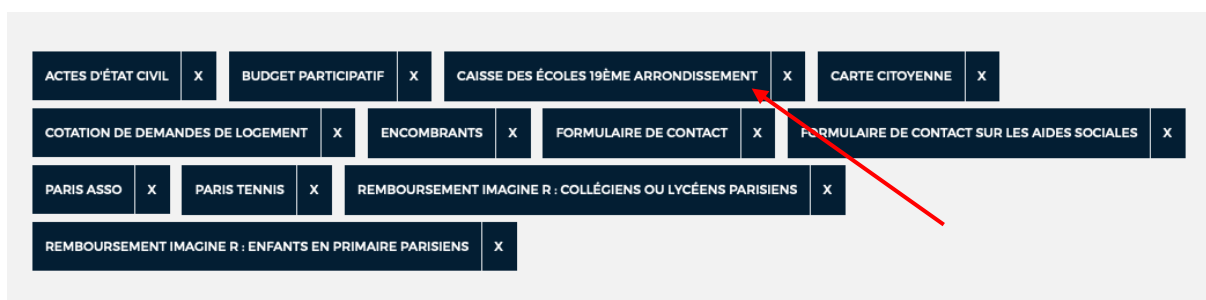 ACTES D'ÉTAT CIVIL X BUDGET PARTICIPATIF X CAISSE DES ÉCOLES 19ÈME ARRONDISSEMENT X CARTE CITOYENNE X
COTATION DE DEMANDES DE LOGEMENT X ENCOMBRANTS X FORMULAIRE DE CONTACT X FORMULAIRE DE CONTACT SUR LES AIDES SOCIALES X
PARIS ASSO X PARIS TENNIS X REMBOURSEMENT IMAGINE R : COLLÉGIENS OU LYCÉENS PARISIENS X
REMBOURSEMENT IMAGINE R : ENFANTS EN PRIMAIRE PARISIENS X